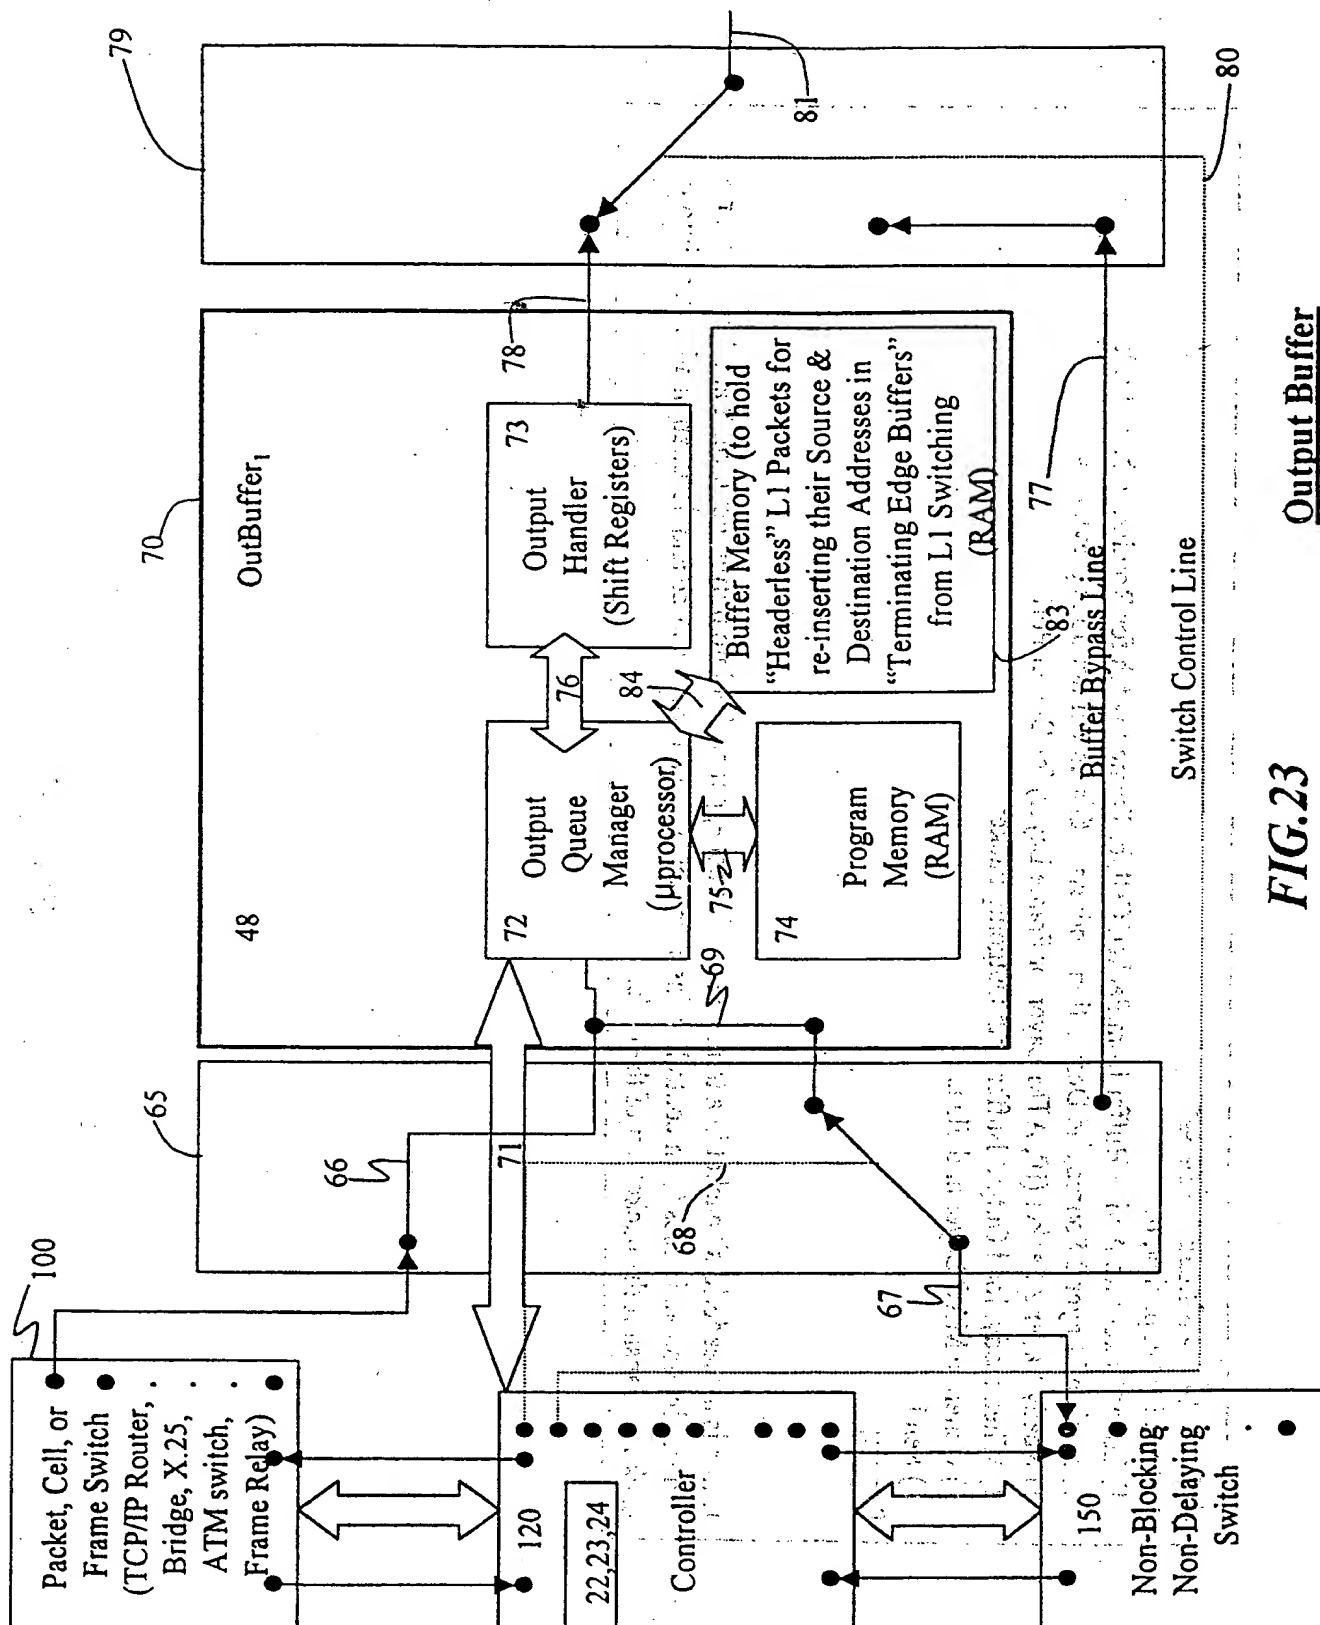 100
Packet, Cell, or
Frame Switch
(TCP/IP Router,
Bridge, X.25,
ATM switch,
Frame Relay)
120
22,23,24
Controller
150
Non-Blocking
Non-Delaying
Switch
65
66
71
68
67
70
OutBuffer1
48
72
Output
Queue
Manager
(µprocessor)
76
73
Output
Handler
(Shift Registers)
78
69
75
84
74
Program
Memory
(RAM)
Buffer Memory (to hold
“Headerless” L1 Packets for
re-inserting their Source &
Destination Addresses in
“Terminating Edge Buffers”
from L1 Switching
(RAM)
83
79
81
80
77
Buffer Bypass Line
Switch Control Line
Output Buffer
FIG.23